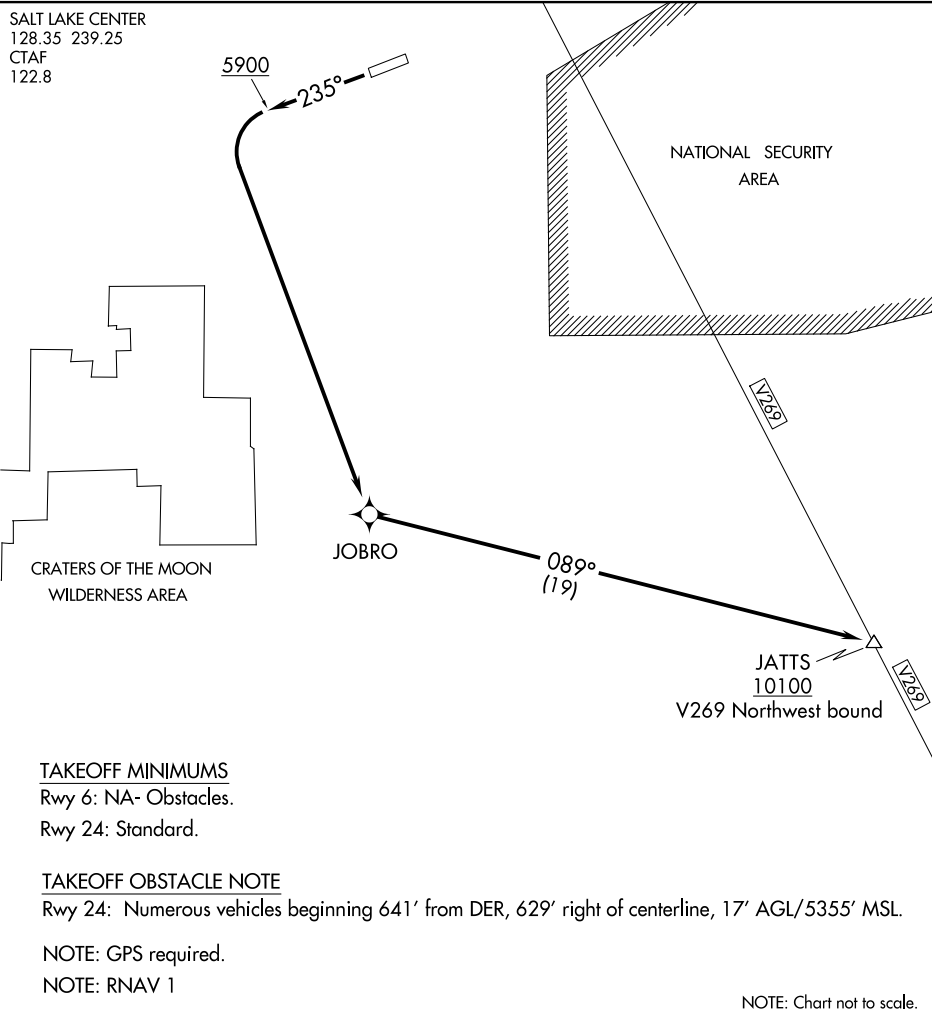 SALT LAKE CENTER
128.35 239.25
CTAF
122.8
5900
235°
NATIONAL SECURITY
AREA
V269
CRATERS OF THE MOON
WILDERNESS AREA
JOBRO
089°
(19)
JATTS
10100
V269 Northwest bound
V269
TAKEOFF MINIMUMS
Rwy 6: NA- Obstacles.
Rwy 24: Standard.
TAKEOFF OBSTACLE NOTE
Rwy 24: Numerous vehicles beginning 641' from DER, 629' right of centerline, 17' AGL/5355' MSL.
NOTE: GPS required.
NOTE: RNAV 1
NOTE: Chart not to scale.